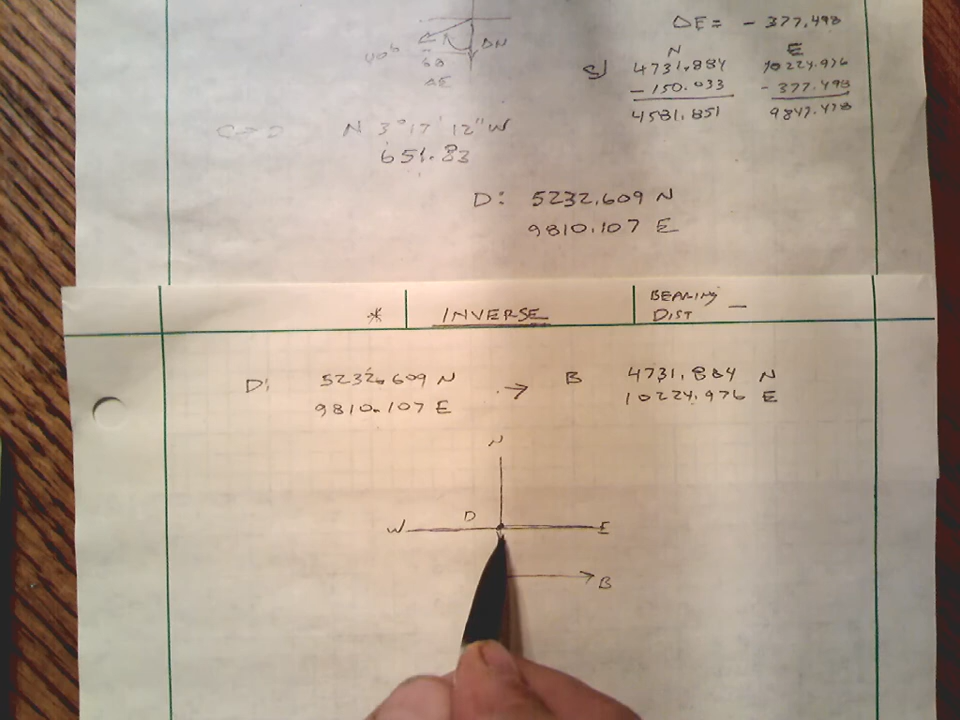 ΔE = - 377.498
ΔN
ΔE
N E
C) 4731.884 10224.976
- 150.033 - 377.498
4581.851 9847.478
C → D N 3° 17' 12" W
651.83
D: 5232.609 N
9810.107 E
* INVERSE BEARING -
DIST
D: 5232.609 N → B 4731.884 N
9810.107 E 10224.976 E
N
D
W E
B